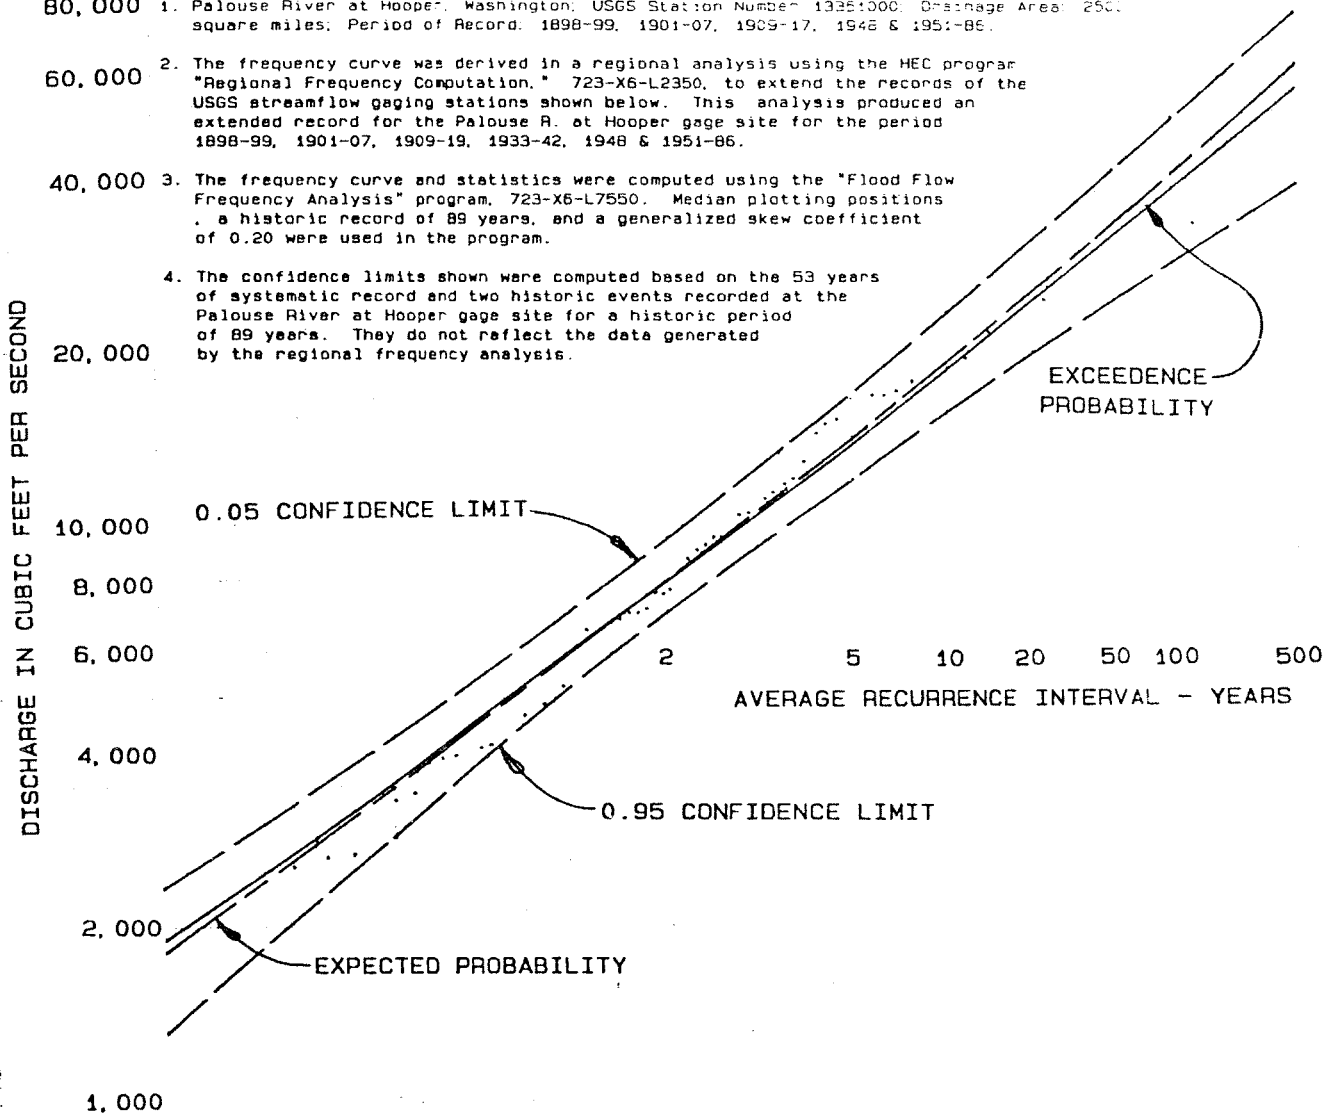 80,000
1. Palouse River at Hooper, Washington; USGS Station Number 13351000; Drainage Area:
square miles; Period of Record: 1898-99, 1901-07, 1909-17, 1948 & 1951-86.
60,000
2. The frequency curve was derived in a regional analysis using the HEC program
"Regional Frequency Computation," 723-X6-L2350, to extend the records of the
USGS streamflow gaging stations shown below. This analysis produced an
extended record for the Palouse R. at Hooper gage site for the period
1898-99, 1901-07, 1909-19, 1933-42, 1948 & 1951-86.
40,000
3. The frequency curve and statistics were computed using the "Flood Flow
Frequency Analysis" program, 723-X6-L7550. Median plotting positions
, a historic record of 89 years, and a generalized skew coefficient
of 0.20 were used in the program.
4. The confidence limits shown were computed based on the 53 years
of systematic record and two historic events recorded at the
Palouse River at Hooper gage site for a historic period
of 89 years. They do not reflect the data generated
by the regional frequency analysis.
20,000
EXCEEDENCE
PROBABILITY
0.05 CONFIDENCE LIMIT
10,000
8,000
6,000
2 5 10 20 50 100 500
AVERAGE RECURRENCE INTERVAL - YEARS
4,000
0.95 CONFIDENCE LIMIT
2,000
EXPECTED PROBABILITY
1,000
DISCHARGE IN CUBIC FEET PER SECOND